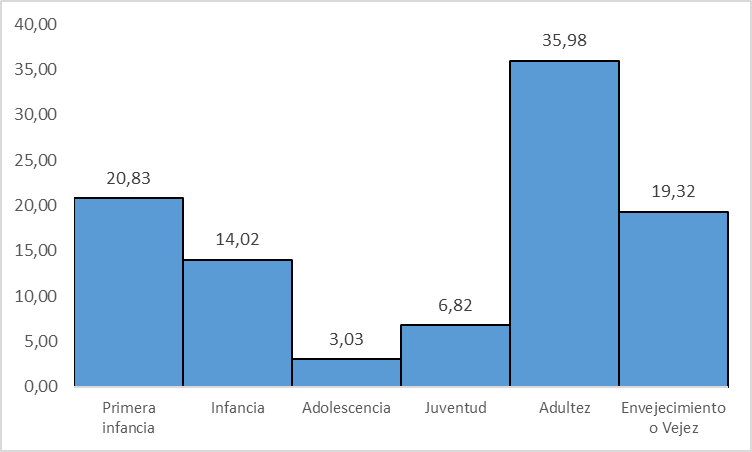 40,00
35,00
30,00
25,00
20,00
15,00
10,00
5,00
0,00
20,83
14,02
3,03
6,82
35,98
19,32
Primera
infancia
Infancia
Adolescencia
Juventud
Adultez
Envejecimiento
o Vejez